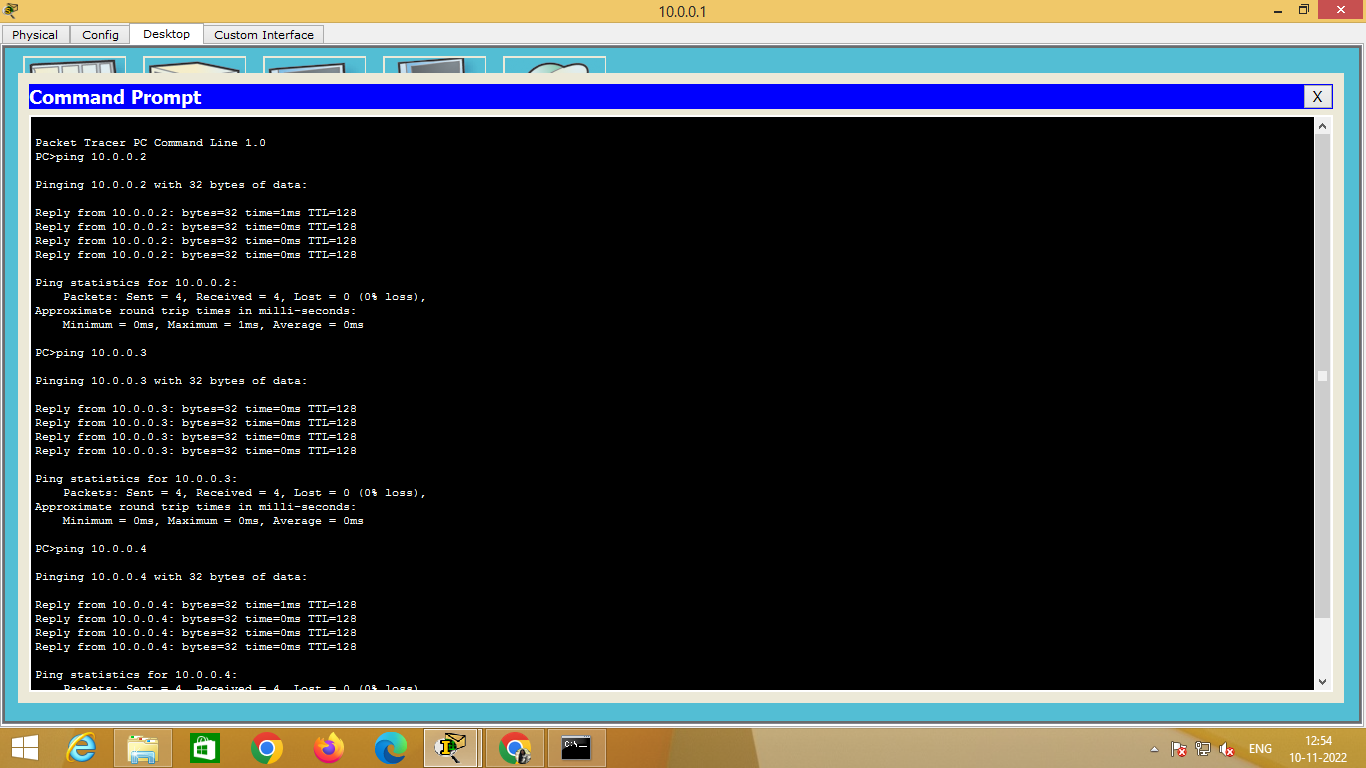 10.0.0.1
Physical Config Desktop Custom Interface
Command Prompt X
Packet Tracer PC Command Line 1.0
PC>ping 10.0.0.2
Pinging 10.0.0.2 with 32 bytes of data:
Reply from 10.0.0.2: bytes=32 time=1ms TTL=128
Reply from 10.0.0.2: bytes=32 time=0ms TTL=128
Reply from 10.0.0.2: bytes=32 time=0ms TTL=128
Reply from 10.0.0.2: bytes=32 time=0ms TTL=128
Ping statistics for 10.0.0.2:
Packets: Sent = 4, Received = 4, Lost = 0 (0% loss),
Approximate round trip times in milli-seconds:
Minimum = 0ms, Maximum = 1ms, Average = 0ms
PC>ping 10.0.0.3
Pinging 10.0.0.3 with 32 bytes of data:
Reply from 10.0.0.3: bytes=32 time=0ms TTL=128
Reply from 10.0.0.3: bytes=32 time=0ms TTL=128
Reply from 10.0.0.3: bytes=32 time=0ms TTL=128
Reply from 10.0.0.3: bytes=32 time=0ms TTL=128
Ping statistics for 10.0.0.3:
Packets: Sent = 4, Received = 4, Lost = 0 (0% loss),
Approximate round trip times in milli-seconds:
Minimum = 0ms, Maximum = 0ms, Average = 0ms
PC>ping 10.0.0.4
Pinging 10.0.0.4 with 32 bytes of data:
Reply from 10.0.0.4: bytes=32 time=1ms TTL=128
Reply from 10.0.0.4: bytes=32 time=0ms TTL=128
Reply from 10.0.0.4: bytes=32 time=0ms TTL=128
Reply from 10.0.0.4: bytes=32 time=0ms TTL=128
Ping statistics for 10.0.0.4:
Packets: Sent = 4, Received = 4, Lost = 0 (0% loss)
C:\
ENG
12:54
10-11-2022